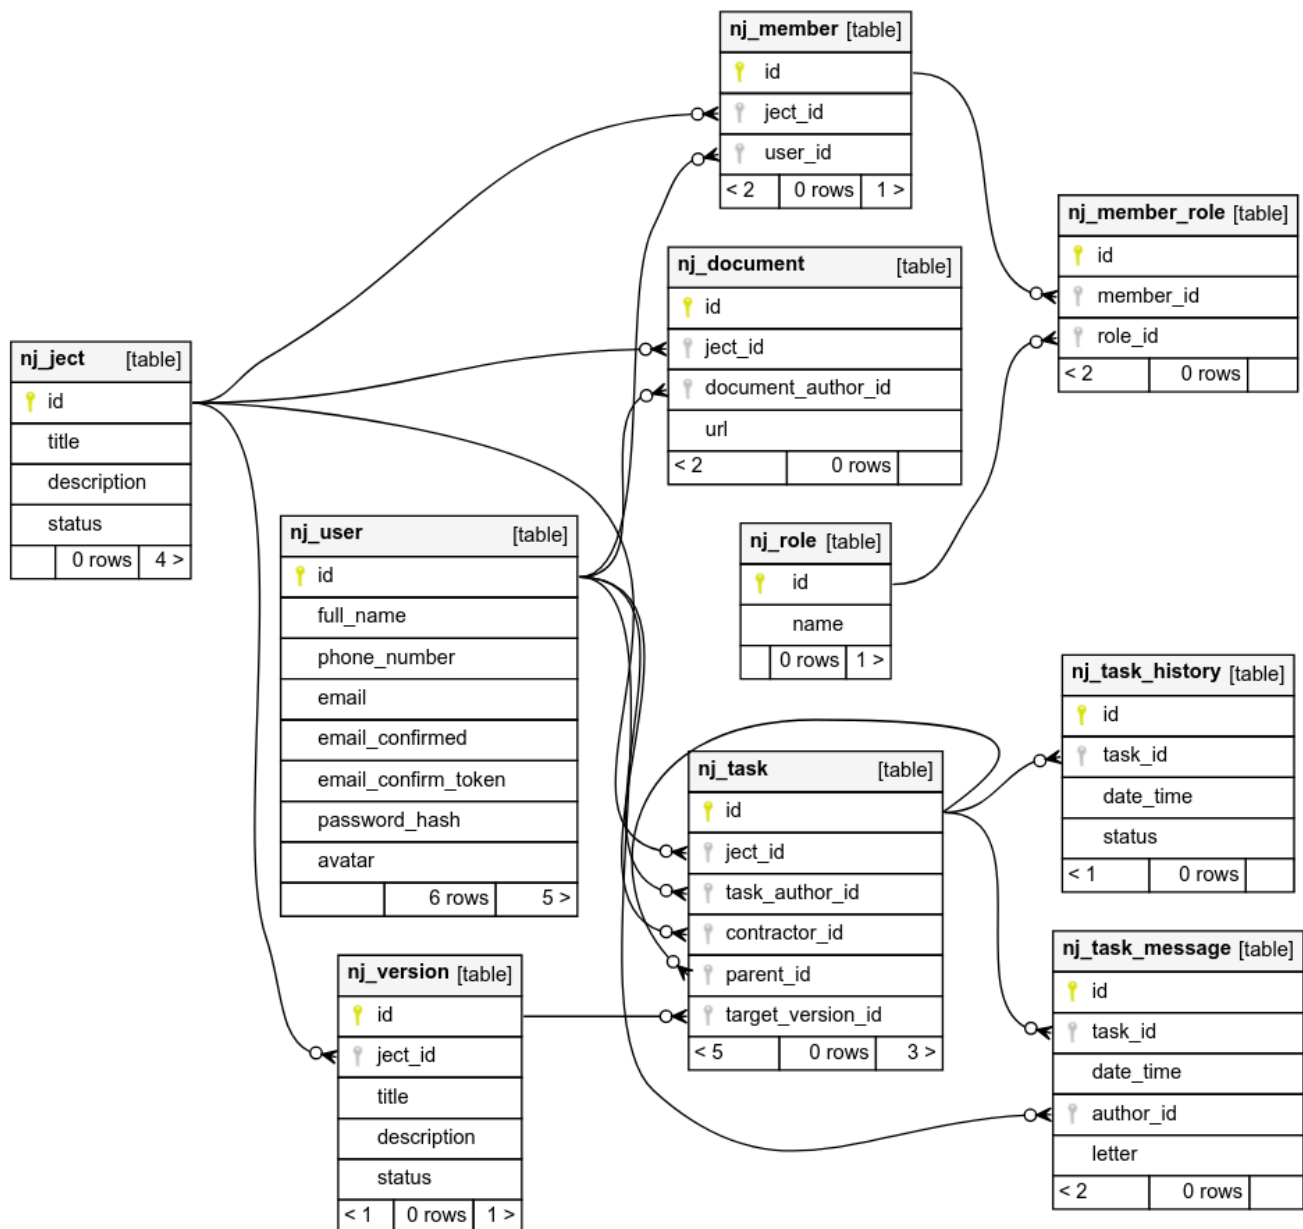 nj_member [table]
id
ject_id
user_id
< 2 0 rows 1 >
nj_member_role [table]
id
member_id
role_id
< 2 0 rows
nj_document [table]
id
ject_id
document_author_id
url
< 2 0 rows
nj_ject [table]
id
title
description
status
0 rows 4 >
nj_user [table]
id
full_name
phone_number
email
email_confirmed
email_confirm_token
password_hash
avatar
6 rows 5 >
nj_role [table]
id
name
0 rows 1 >
nj_task_history [table]
id
task_id
date_time
status
< 1 0 rows
nj_task [table]
id
ject_id
task_author_id
contractor_id
parent_id
target_version_id
< 5 0 rows 3 >
nj_task_message [table]
id
task_id
date_time
author_id
letter
< 2 0 rows
nj_version [table]
id
ject_id
title
description
status
< 1 0 rows 1 >